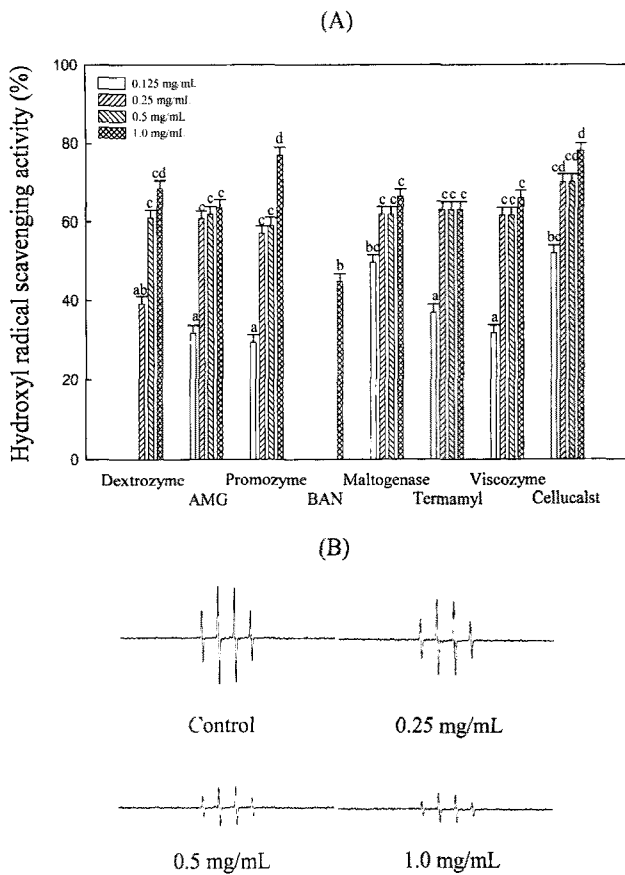 (A)
Hydroxyl radical scavenging activity (%)
100
80
60
40
20
0
0.125 mg/mL
0.25 mg/mL
0.5 mg/mL
1.0 mg/mL
ab c cd
a c c c
a c c d
b
bc c c c
a c c c
a c c c
bc cd cd d
Dextrozyme Promozyme Maltogenase Viscozyme
AMG BAN Termamyl Cellucalst
(B)
Control 0.25 mg/mL
0.5 mg/mL 1.0 mg/mL